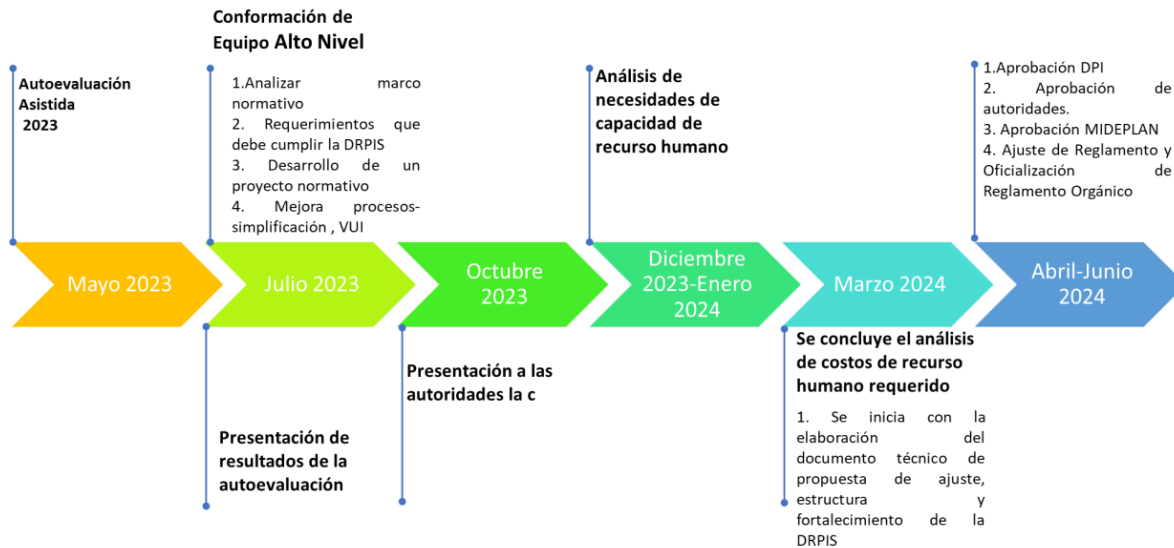 Conformación de
Equipo Alto Nivel
Autoevaluación
Asistida
2023
1.Analizar marco
normativo
2. Requerimientos que
debe cumplir la DRPIS
3. Desarrollo de un
proyecto normativo
4. Mejora procesos-
simplificación , VUI
Análisis de
necesidades de
capacidad de
recurso humano
1.Aprobación DPI
2. Aprobación de
autoridades.
3. Aprobación MIDEPLAN
4. Ajuste de Reglamento y
Oficialización de
Reglamento Orgánico
Mayo 2023
Julio 2023
Octubre
2023
Diciembre
2023-Enero
2024
Marzo 2024
Abril-Junio
2024
Presentación de
resultados de la
autoevaluación
Presentación a las
autoridades la c
Se concluye el análisis
de costos de recurso
humano requerido
1. Se inicia con la
elaboración del
documento técnico de
propuesta de ajuste,
estructura y
fortalecimiento de la
DRPIS